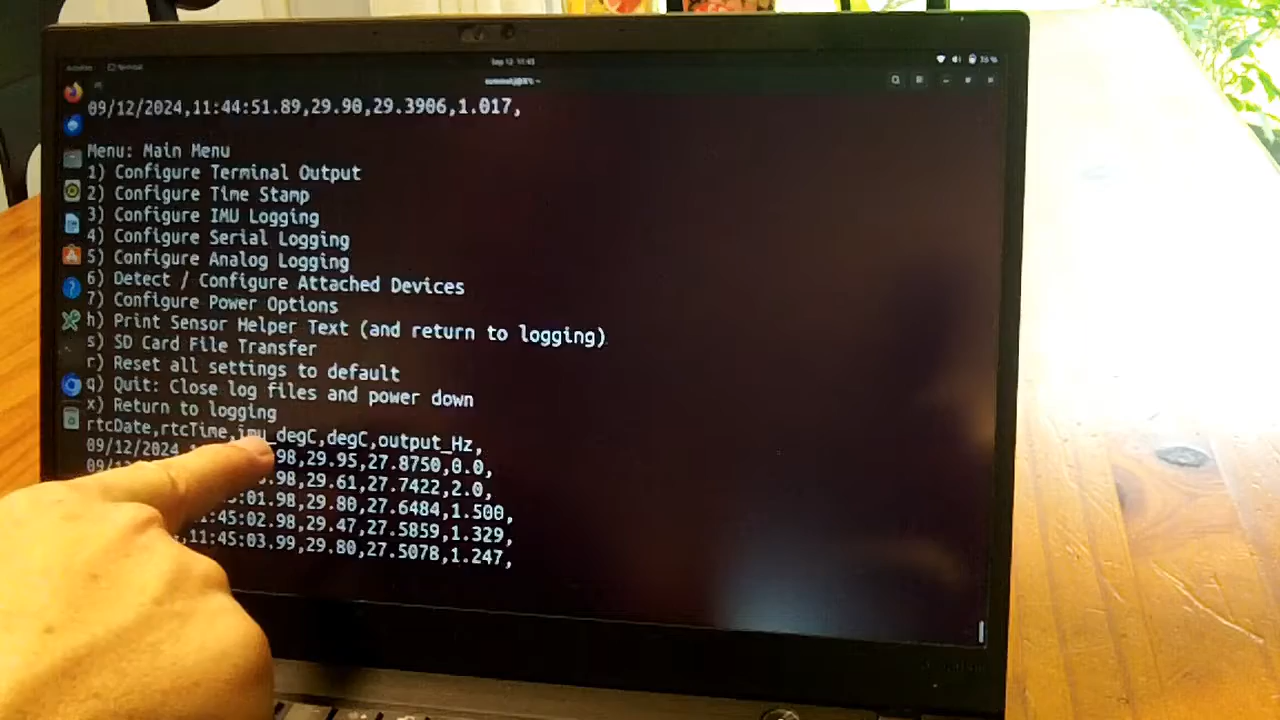 Sep 12 11:45
36 %
09/12/2024,11:44:51.89,29.90,29.3906,1.017,
Menu: Main Menu
1) Configure Terminal Output
2) Configure Time Stamp
3) Configure IMU Logging
4) Configure Serial Logging
5) Configure Analog Logging
6) Detect / Configure Attached Devices
7) Configure Power Options
h) Print Sensor Helper Text (and return to logging)
s) SD Card File Transfer
r) Reset all settings to default
q) Quit: Close log files and power down
x) Return to logging
rtcDate,rtcTime,imu_degC,degC,output_Hz,
09/12/2024 98,29.95,27.8750,0.0,
.98,29.61,27.7422,2.0,
:01.98,29.80,27.6484,1.500,
:45:02.98,29.47,27.5859,1.329,
,11:45:03.99,29.80,27.5078,1.247,